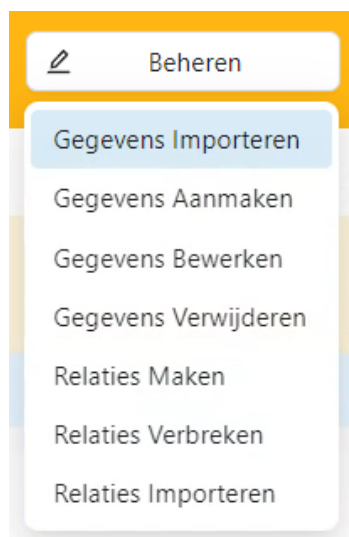 Beheren
Gegevens Importeren
Gegevens Aanmaken
Gegevens Bewerken
Gegevens Verwijderen
Relaties Maken
Relaties Verbreken
Relaties Importeren